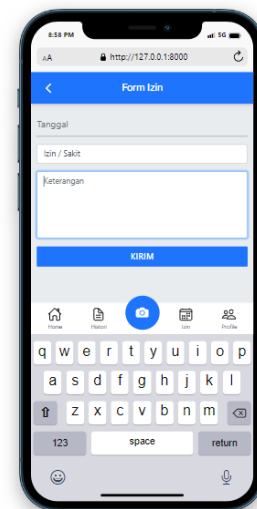 8:58 PM 5G
AA http://127.0.0.1:8000
Form Izin
Tanggal
Izin / Sakit
Keterangan
KIRIM
Home Histori Izin Profile
q w e r t y u i o p
a s d f g h j k l
z x c v b n m
123 space return